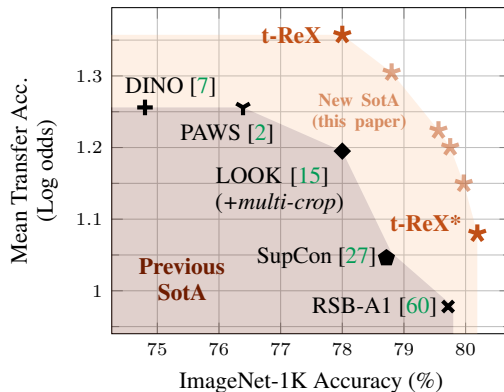 t-ReX
1.3
DINO [7]
New SotA
(this paper)
PAWS [2]
1.2
LOOK [15]
(+multi-crop)
1.1
t-ReX*
SupCon [27]
Previous
SotA
1
RSB-A1 [60]
75 76 77 78 79 80
ImageNet-1K Accuracy (%)
Mean Transfer Acc.
(Log odds)